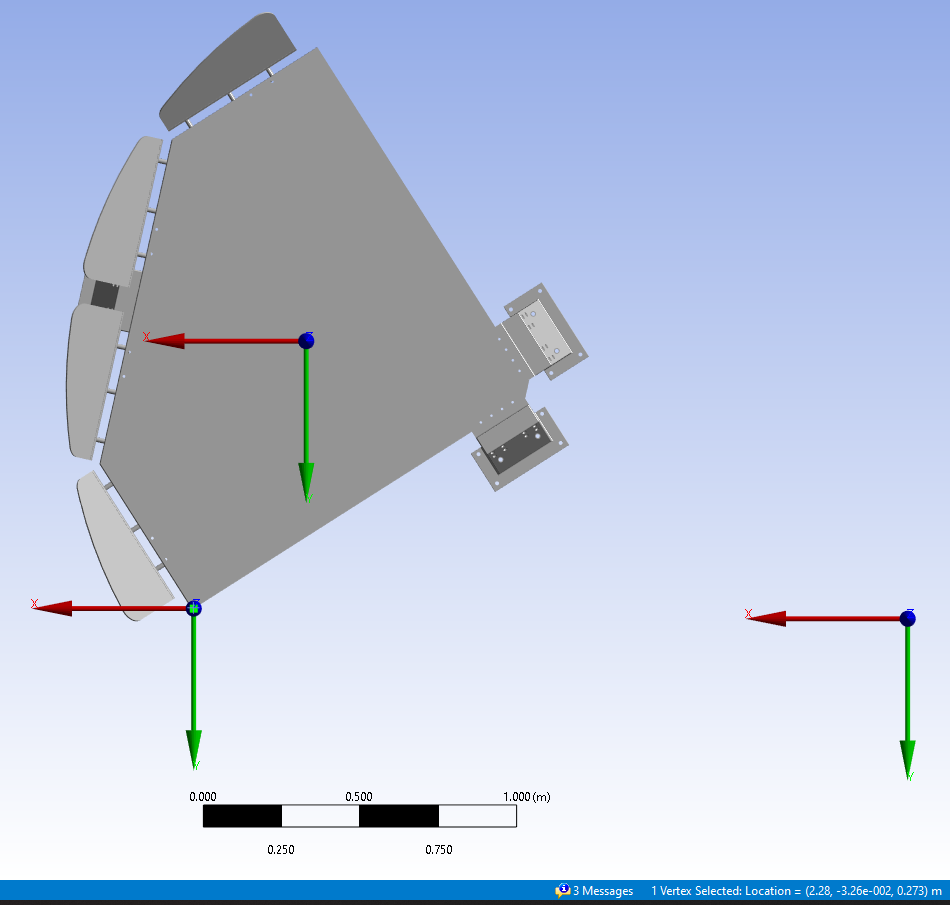 X
Z
X
Z
Y
X
Z
Y
0.000 0.500 1.000 (m)
0.250 0.750
3 Messages 1 Vertex Selected: Location = (2.28, -3.26e-002, 0.273) m